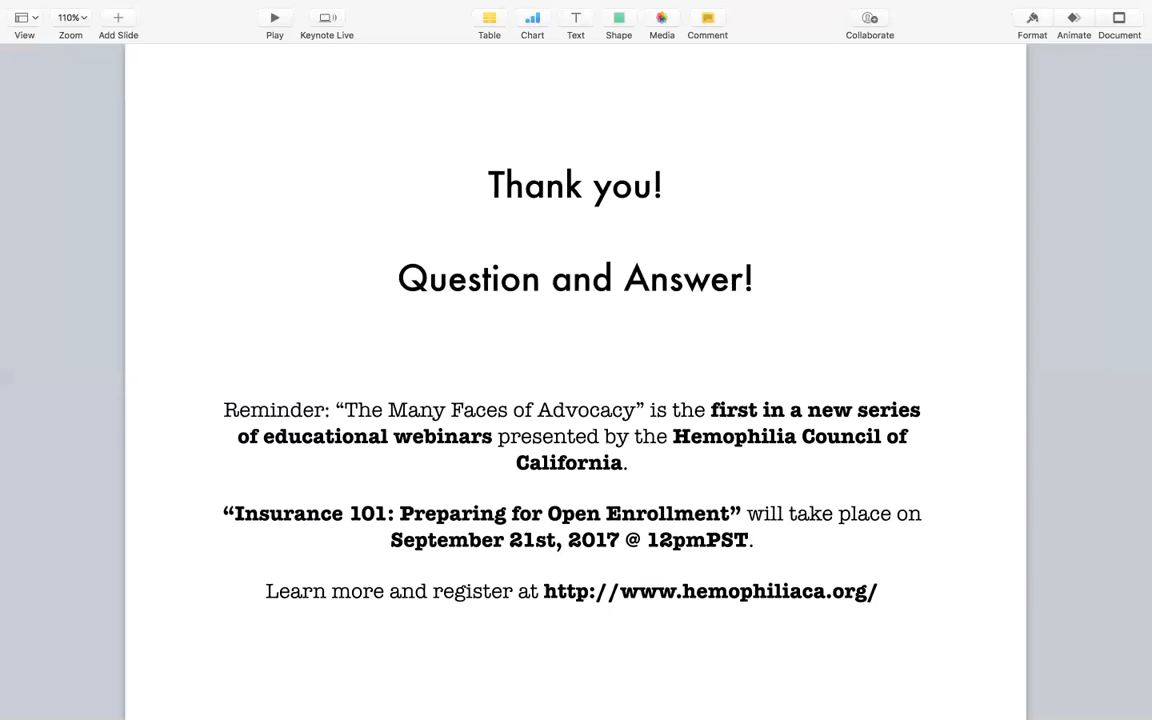 View
110%
Zoom
Add Slide
Play
Keynote Live
Table
Chart
Text
Shape
Media
Comment
Collaborate
Format
Animate
Document
Thank you!
Question and Answer!
Reminder: “The Many Faces of Advocacy” is the first in a new series
of educational webinars presented by the Hemophilia Council of
California.
“Insurance 101: Preparing for Open Enrollment” will take place on
September 21st, 2017 @ 12pmPST.
Learn more and register at http://www.hemophiliaca.org/